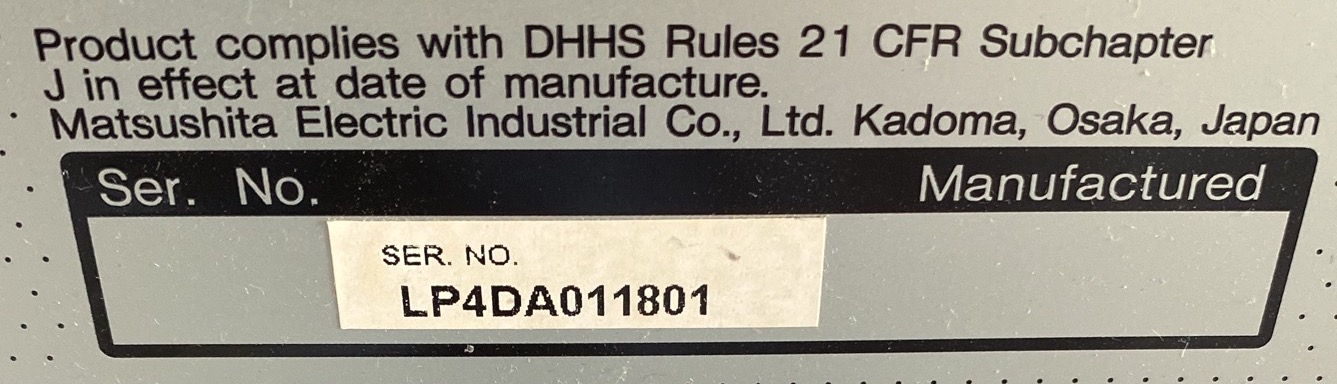 Product complies with DHHS Rules 21 CFR Subchapter
J in effect at date of manufacture.
Matsushita Electric Industrial Co., Ltd. Kadoma, Osaka, Japan
Ser. No. Manufactured
SER. NO.
LP4DA011801